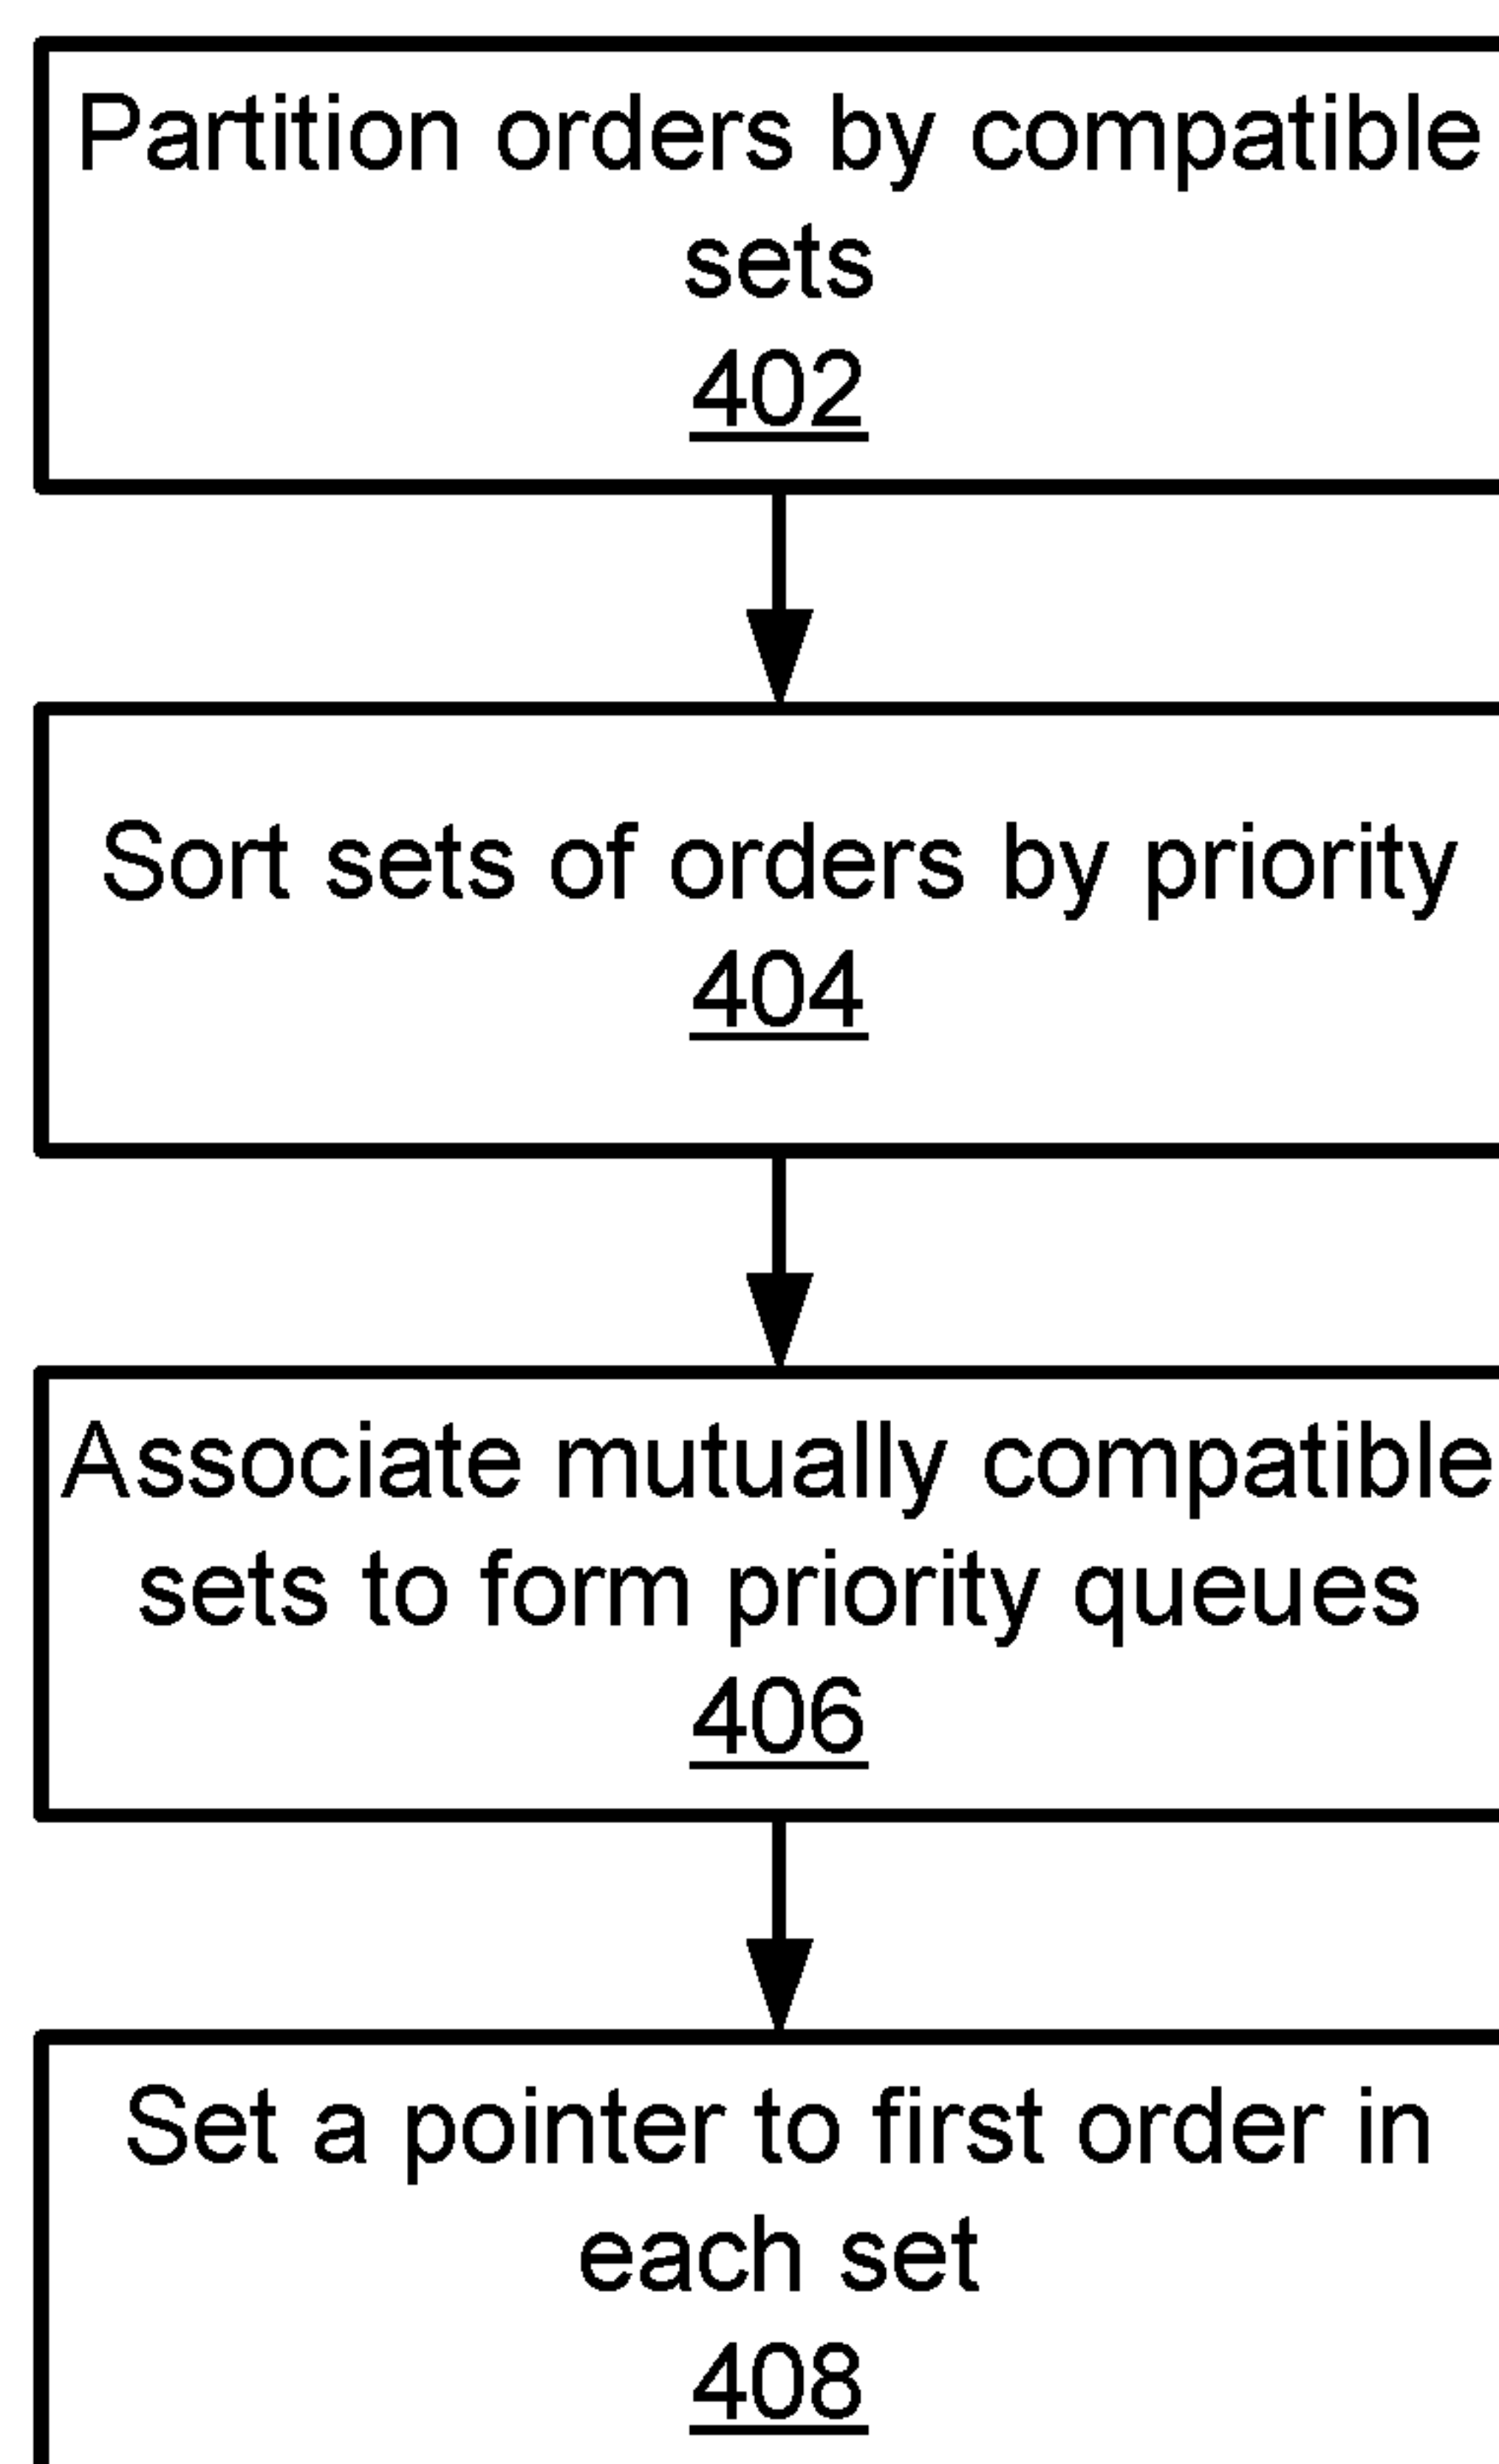 Partition orders by compatible
sets
402
Sort sets of orders by priority
404
Associate mutually compatible
sets to form priority queues
406
Set a pointer to first order in
each set
408